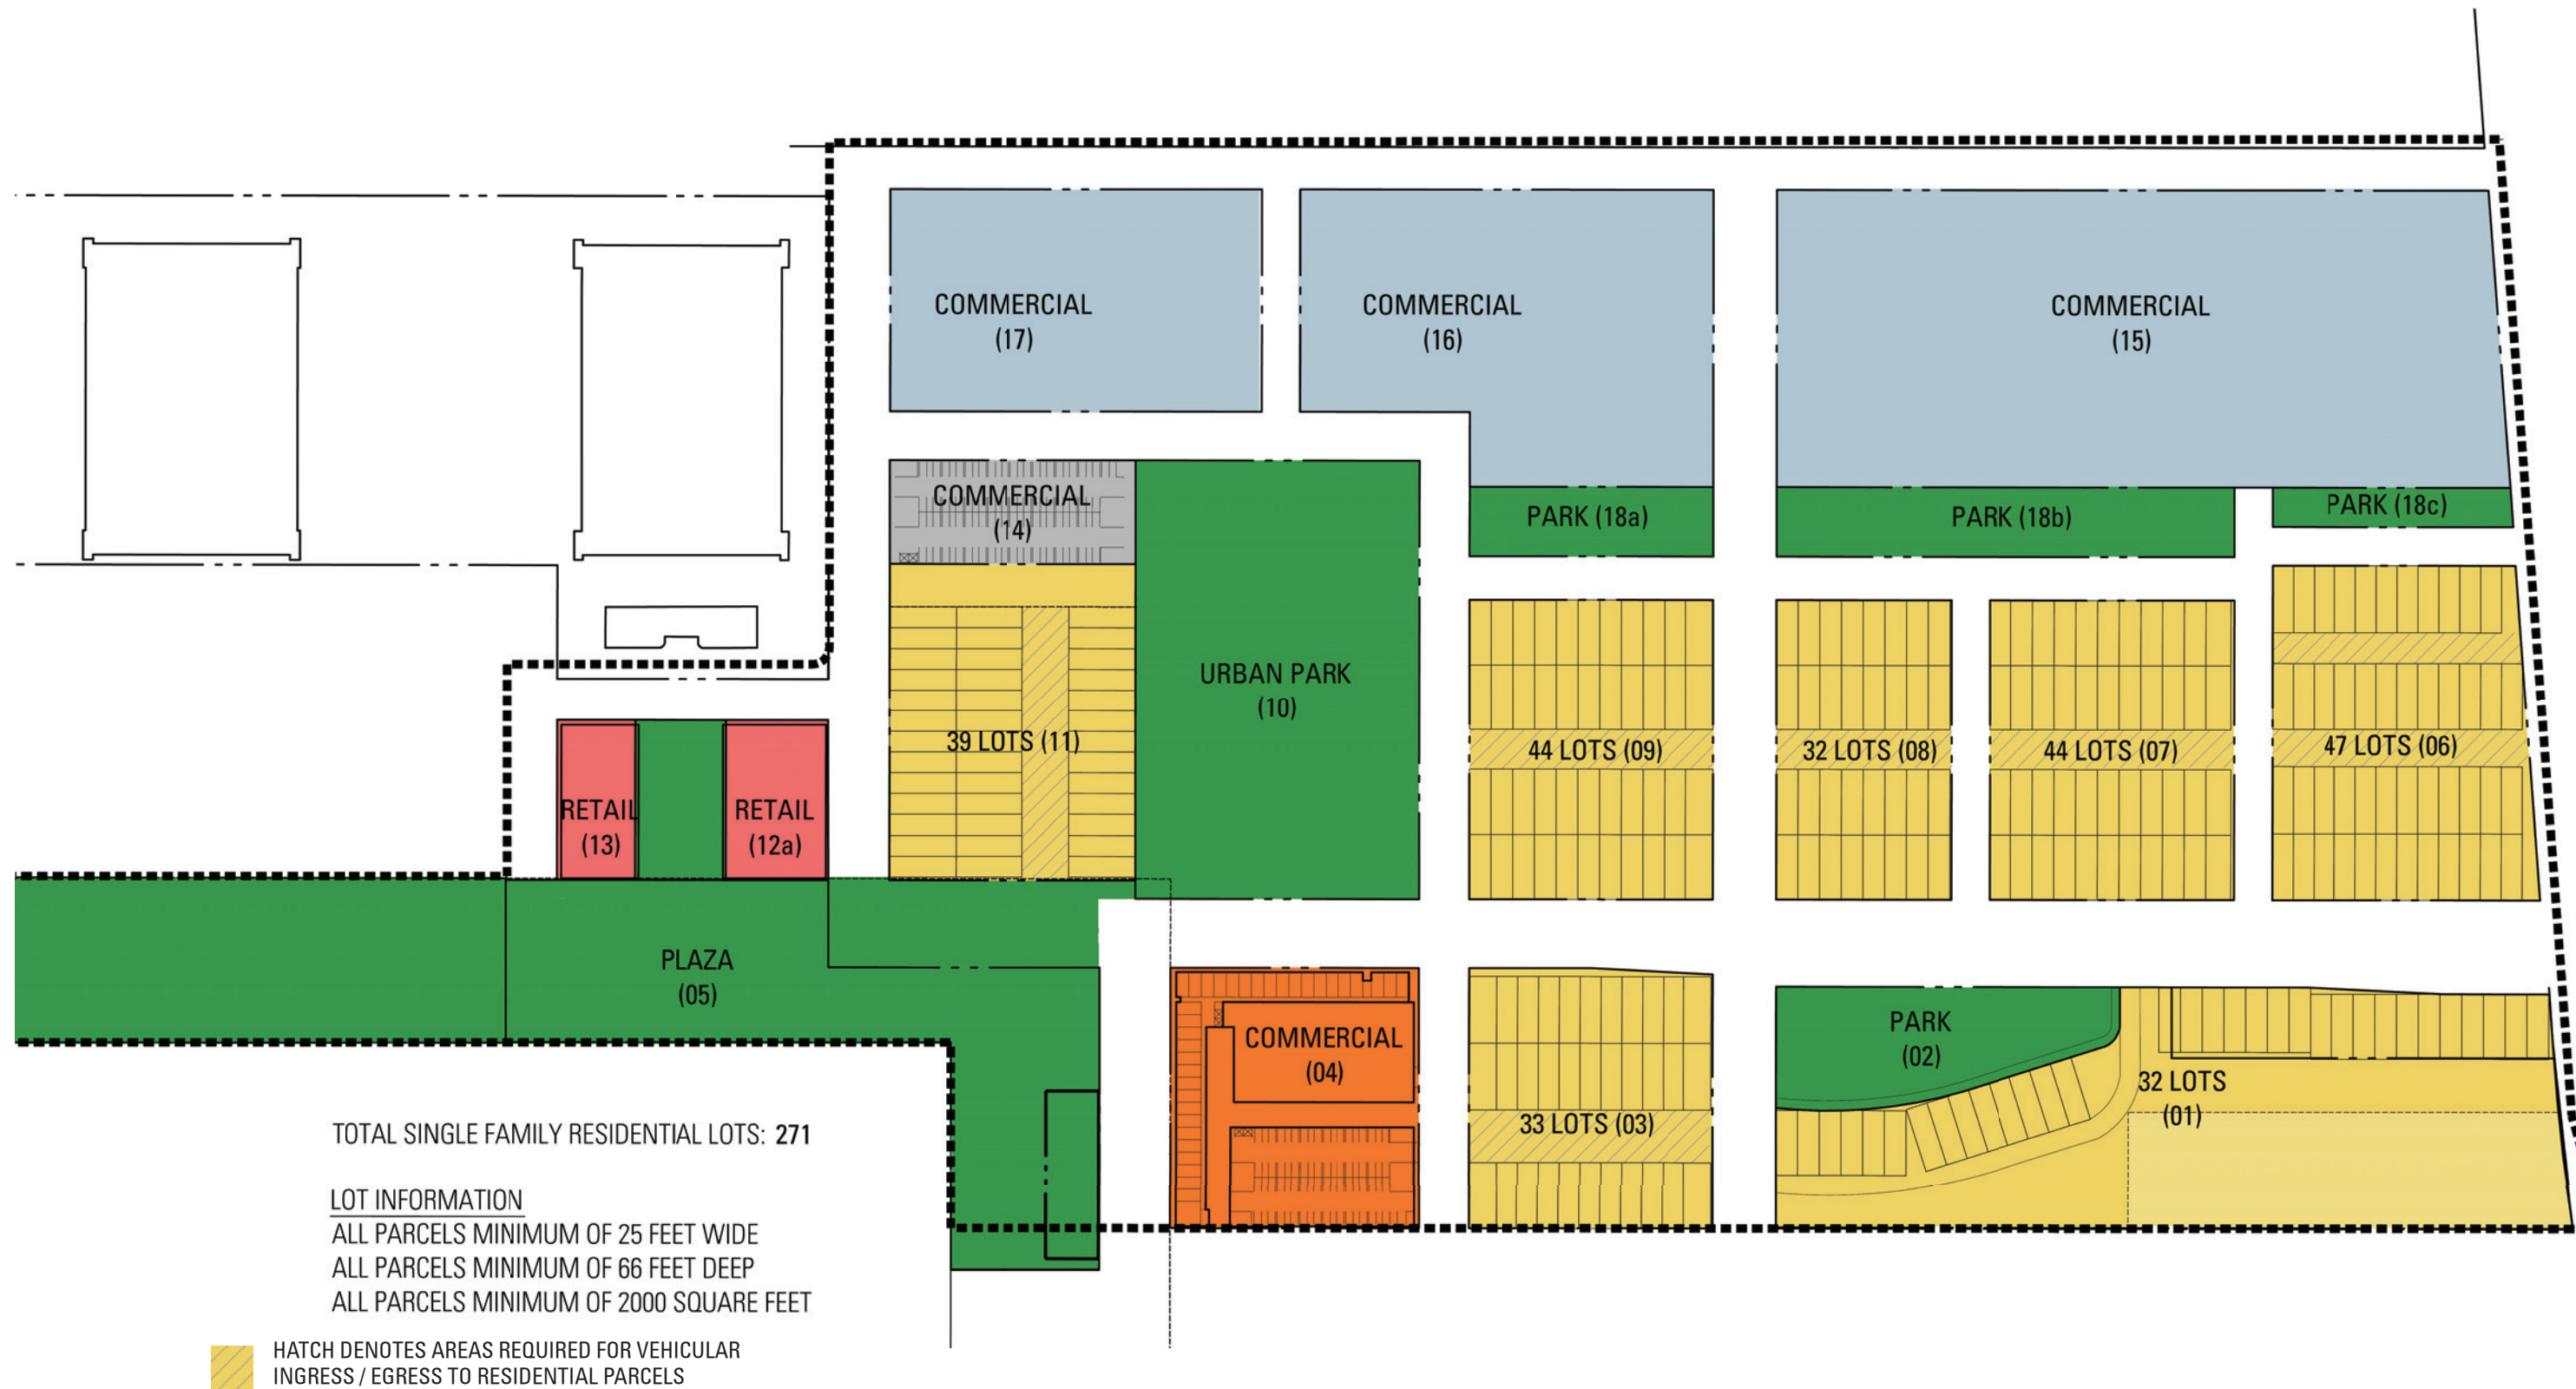 COMMERCIAL
(17)
COMMERCIAL
(16)
COMMERCIAL
(15)
COMMERCIAL
(14)
PARK (18a)
PARK (18b)
PARK (18c)
URBAN PARK
(10)
39 LOTS (11)
44 LOTS (09)
32 LOTS (08)
44 LOTS (07)
47 LOTS (06)
RETAIL
(13)
RETAIL
(12a)
PLAZA
(05)
COMMERCIAL
(04)
33 LOTS (03)
PARK
(02)
32 LOTS
(01)
TOTAL SINGLE FAMILY RESIDENTIAL LOTS: 271
LOT INFORMATION
ALL PARCELS MINIMUM OF 25 FEET WIDE
ALL PARCELS MINIMUM OF 66 FEET DEEP
ALL PARCELS MINIMUM OF 2000 SQUARE FEET
HATCH DENOTES AREAS REQUIRED FOR VEHICULAR
INGRESS / EGRESS TO RESIDENTIAL PARCELS